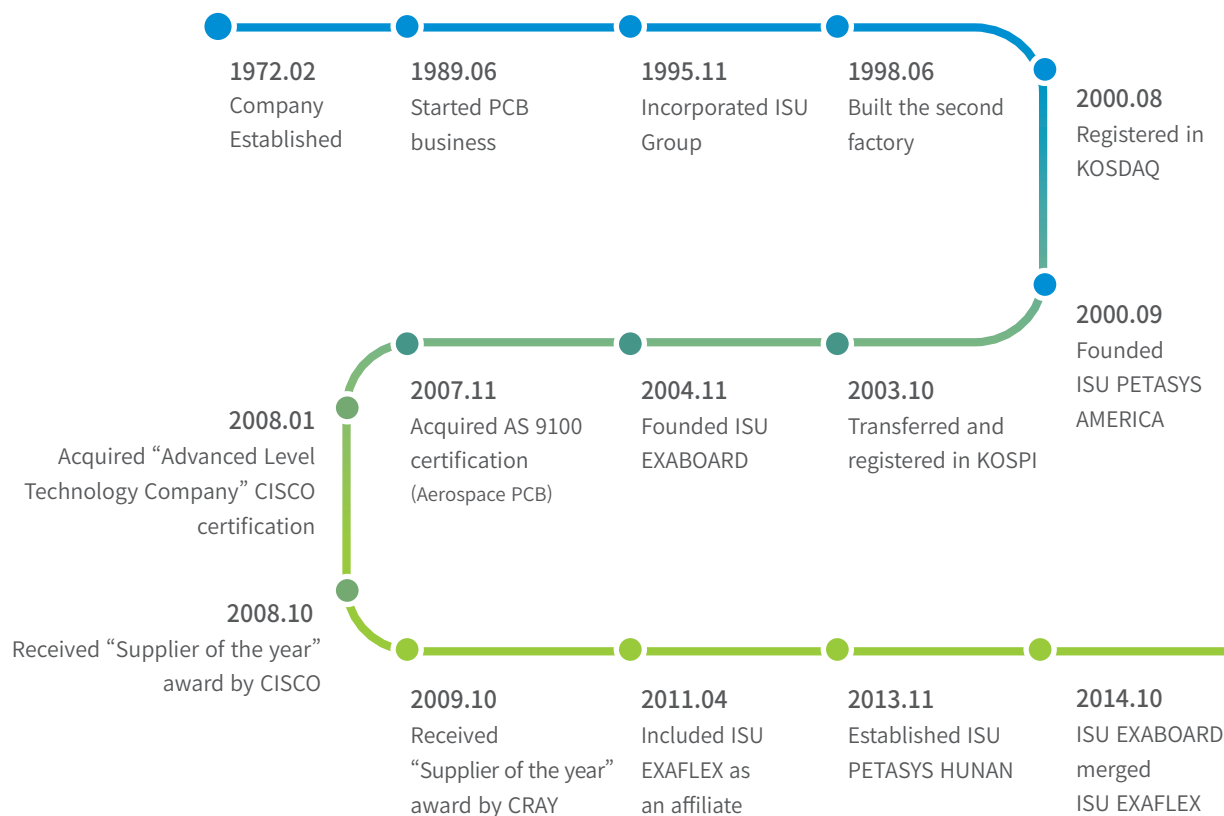 1972.02
Company
Established
1989.06
Started PCB
business
1995.11
Incorporated ISU
Group
1998.06
Built the second
factory
2000.08
Registered in
KOSDAQ
2000.09
Founded
ISU PETASYS
AMERICA
2003.10
Transferred and
registered in KOSPI
2004.11
Founded ISU
EXABOARD
2007.11
Acquired AS 9100
certification
(Aerospace PCB)
2008.01
Acquired “Advanced Level
Technology Company” CISCO
certification
2008.10
Received “Supplier of the year”
award by CISCO
2009.10
Received
“Supplier of the year”
award by CRAY
2011.04
Included ISU
EXAFLEX as
an affiliate
2013.11
Established ISU
PETASYS HUNAN
2014.10
ISU EXABOARD
merged
ISU EXAFLEX